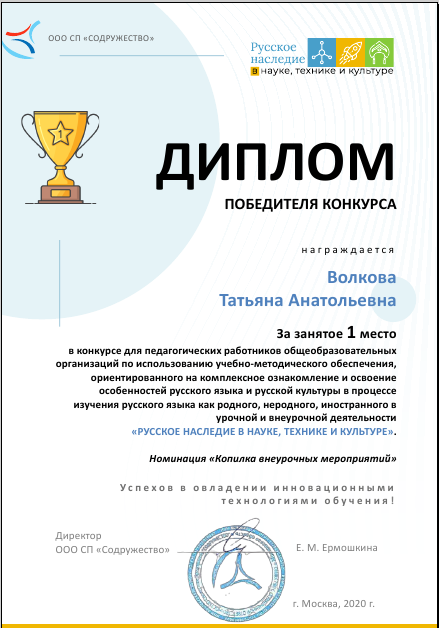 ООО СП «СОДРУЖЕСТВО»
Русское
наследие
в науке, технике и культуре
1
ДИПЛОМ
ПОБЕДИТЕЛЯ КОНКУРСА
награждается
Волкова
Татьяна Анатольевна
За занятое 1 место
в конкурсе для педагогических работников общеобразовательных
организаций по использованию учебно-методического обеспечения,
ориентированного на комплексное ознакомление и освоение
особенностей русского языка и русской культуры в процессе
изучения русского языка как родного, неродного, иностранного в
урочной и внеурочной деятельности
«РУССКОЕ НАСЛЕДИЕ В НАУКЕ, ТЕХНИКЕ И КУЛЬТУРЕ».
Номинация «Копилка внеурочных мероприятий»
Успехов в овладении инновационными
технологиями обучения!
Директор
ООО СП «Содружество»
Е. М. Ермошкина
г. Москва, 2020 г.